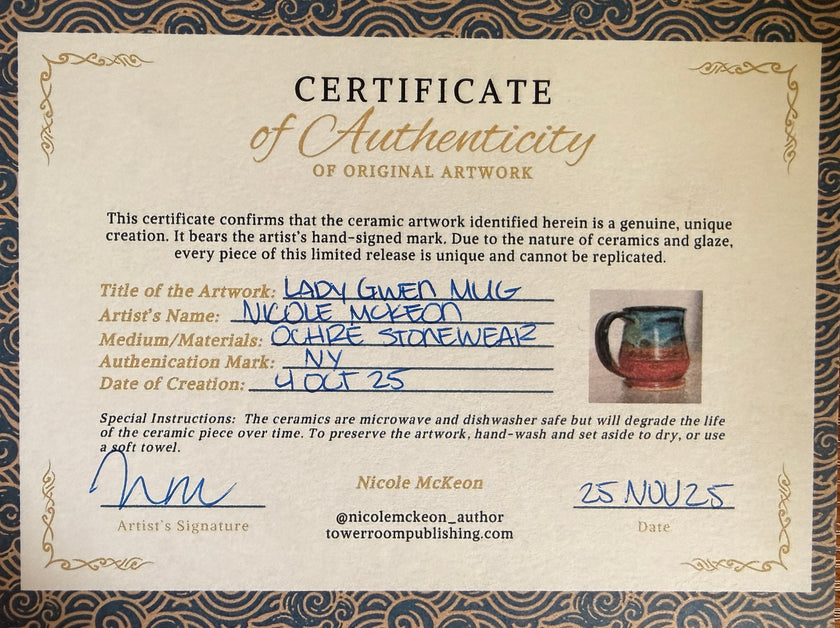 CERTIFICATE
of Authenticity
OF ORIGINAL ARTWORK
This certificate confirms that the ceramic artwork identified herein is a genuine, unique
creation. It bears the artist's hand-signed mark. Due to the nature of ceramics and glaze,
every piece of this limited release is unique and cannot be replicated.
Title of the Artwork: LADY GWEN MUG
Artist's Name: NICOLE MCKEON
Medium/Materials: OCHRE STONEWEAR
Authenication Mark: NY
Date of Creation: 4 OCT 25
Special Instructions: The ceramics are microwave and dishwasher safe but will degrade the life
of the ceramic piece over time. To preserve the artwork, hand-wash and set aside to dry, or use
a soft towel.
Nicole McKeon
25 NOV 25
Artist's Signature
@nicolemckeon_author
towerroompublishing.com
Date